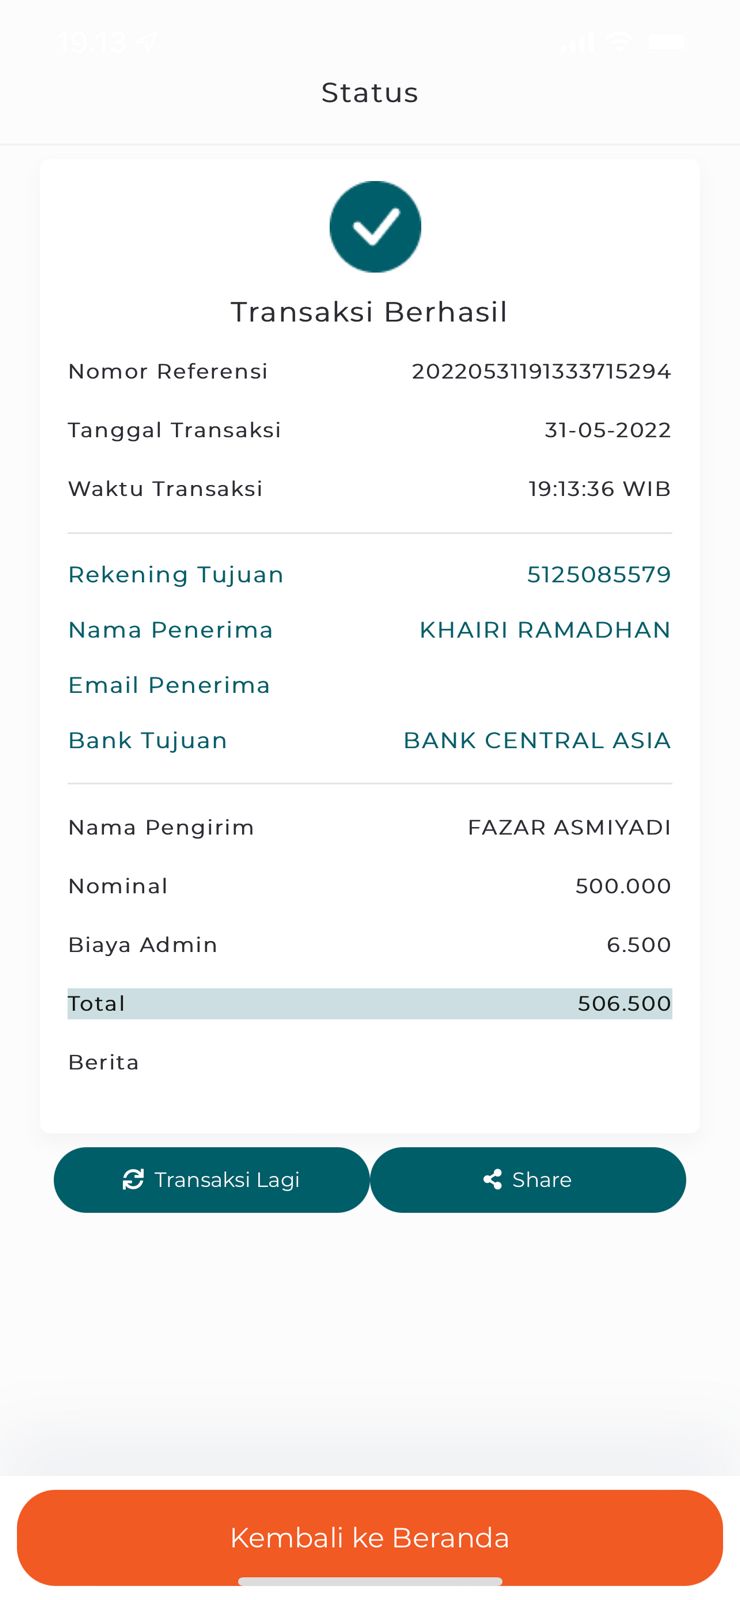 19:13
Status
Transaksi Berhasil
Nomor Referensi 20220531191333715294
Tanggal Transaksi 31-05-2022
Waktu Transaksi 19:13:36 WIB
Rekening Tujuan 5125085579
Nama Penerima KHAIRI RAMADHAN
Email Penerima
Bank Tujuan BANK CENTRAL ASIA
Nama Pengirim FAZAR ASMIYADI
Nominal 500.000
Biaya Admin 6.500
Total 506.500
Berita
Transaksi Lagi Share
Kembali ke Beranda